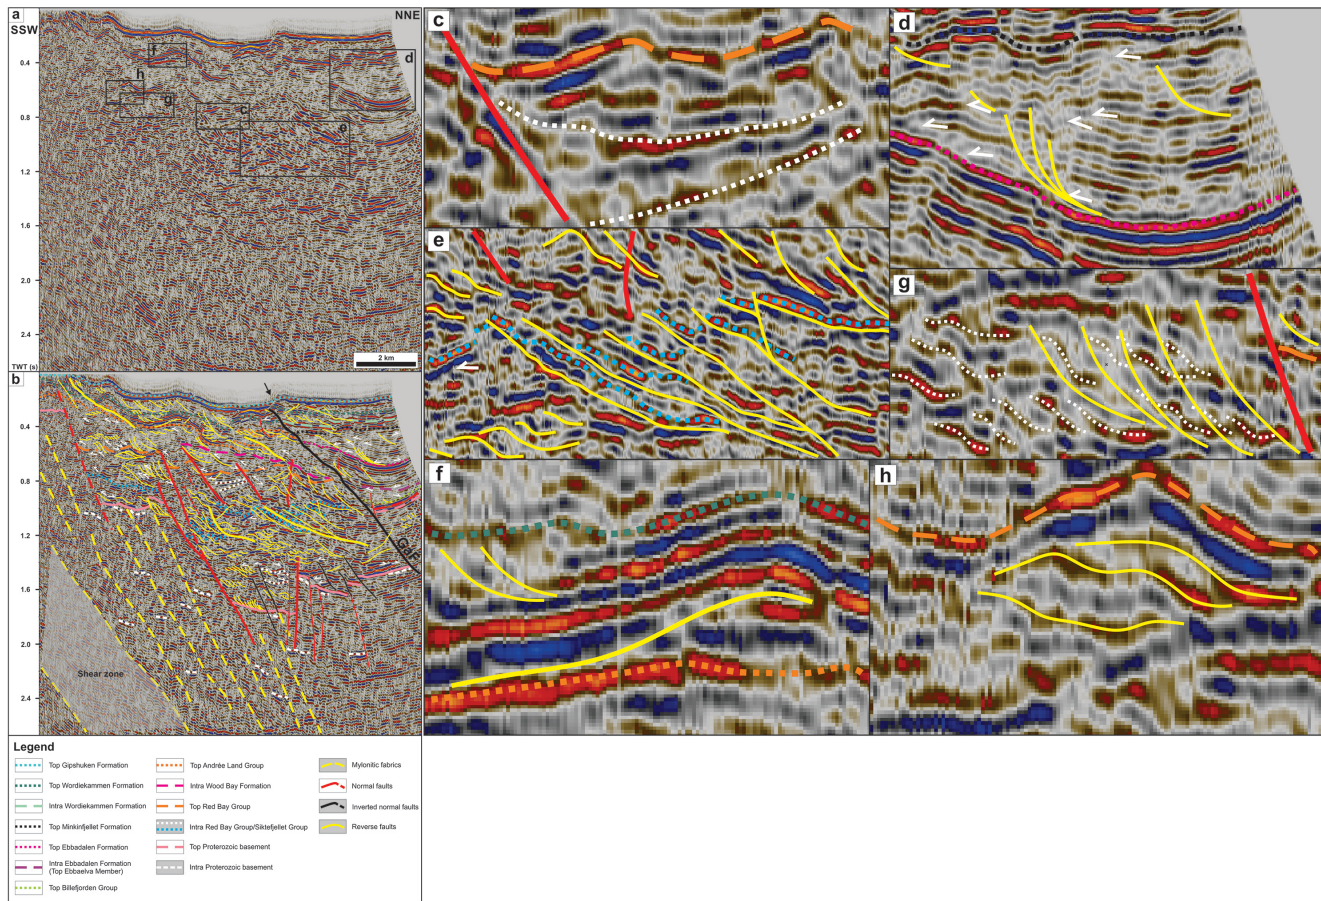 a
SSW
NNE
f
d
h
g
c
e
0.4
0.8
1.2
1.6
2.0
2.4
TWT (s)
2 km
b
0.4
0.8
1.2
1.6
2.0
2.4
GaF
Shear zone
c
d
e
g
f
h
Legend
Top Gipshuken Formation
Top Wordiekammen Formation
Intra Wordiekammen Formation
Top Minkinfjellet Formation
Top Ebbadalen Formation
Intra Ebbadalen Formation
(Top Ebbaelva Member)
Top Billefjorden Group
Top Andrée Land Group
Intra Wood Bay Formation
Top Red Bay Group
Intra Red Bay Group/Siktefjellet Group
Top Proterozoic basement
Intra Proterozoic basement
Mylonitic fabrics
Normal faults
Inverted normal faults
Reverse faults